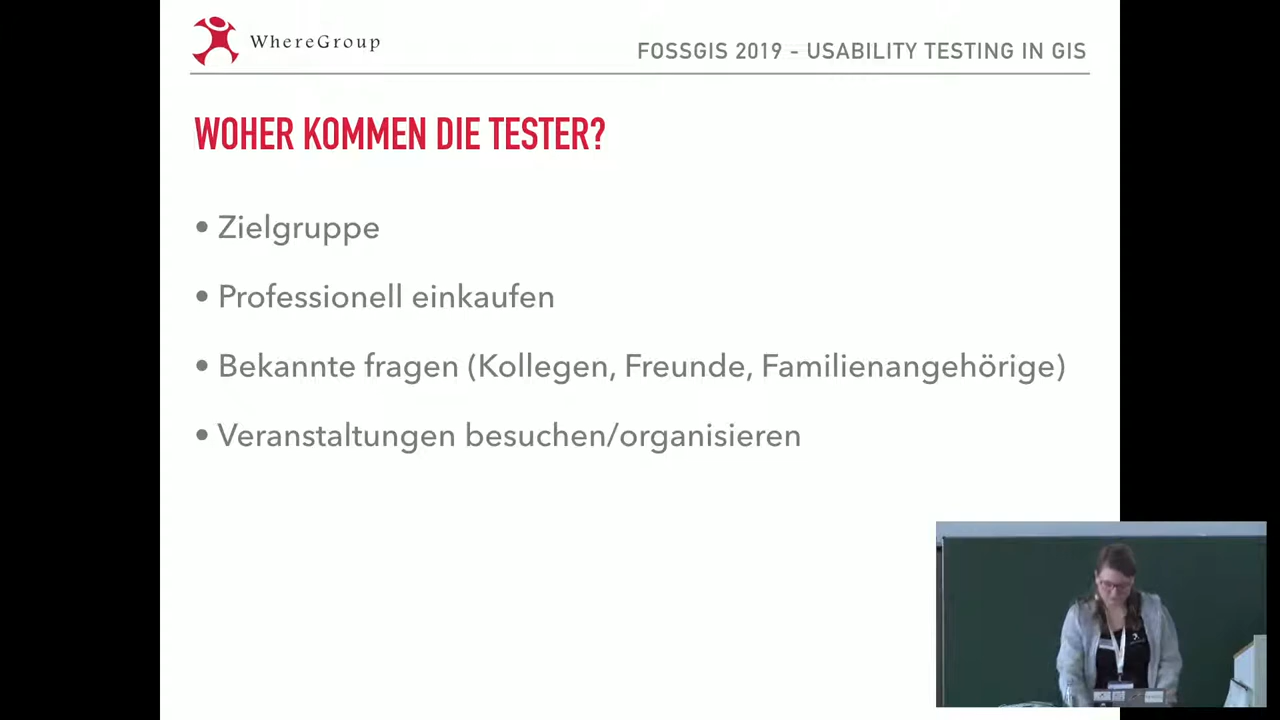 WhereGroup
FOSSGIS 2019 - USABILITY TESTING IN GIS
WOHER KOMMEN DIE TESTER?
• Zielgruppe
• Professionell einkaufen
• Bekannte fragen (Kollegen, Freunde, Familienangehörige)
• Veranstaltungen besuchen/organisieren